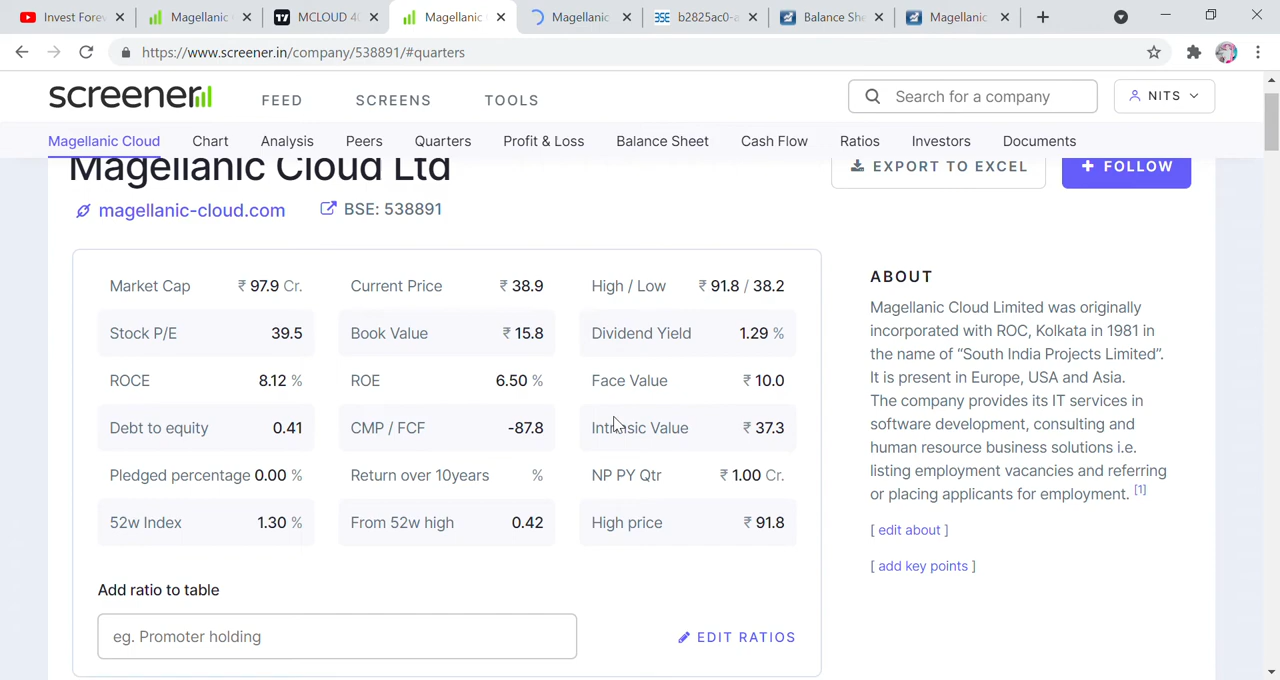 Invest Forev
Magellanic
MCLOUD 40
Magellanic
Magellanic
BSE
b2825ac0-a
Balance She
Magellanic
https://www.screener.in/company/538891/#quarters
screener
FEED
SCREENS
TOOLS
Search for a company
NITS
Magellanic Cloud
Chart
Analysis
Peers
Quarters
Profit & Loss
Balance Sheet
Cash Flow
Ratios
Investors
Documents
Magellanic Cloud Ltd
EXPORT TO EXCEL
+ FOLLOW
magellanic-cloud.com
BSE: 538891
Market Cap ₹ 97.9 Cr.
Current Price ₹ 38.9
High / Low ₹ 91.8 / 38.2
Stock P/E 39.5
Book Value ₹ 15.8
Dividend Yield 1.29 %
ROCE 8.12 %
ROE 6.50 %
Face Value ₹ 10.0
Debt to equity 0.41
CMP / FCF -87.8
Intrinsic Value ₹ 37.3
Pledged percentage 0.00 %
Return over 10years %
NP PY Qtr ₹ 1.00 Cr.
52w Index 1.30 %
From 52w high 0.42
High price ₹ 91.8
Add ratio to table
eg. Promoter holding
EDIT RATIOS
ABOUT
Magellanic Cloud Limited was originally
incorporated with ROC, Kolkata in 1981 in
the name of “South India Projects Limited”.
It is present in Europe, USA and Asia.
The company provides its IT services in
software development, consulting and
human resource business solutions i.e.
listing employment vacancies and referring
or placing applicants for employment. [1]
[ edit about ]
[ add key points ]